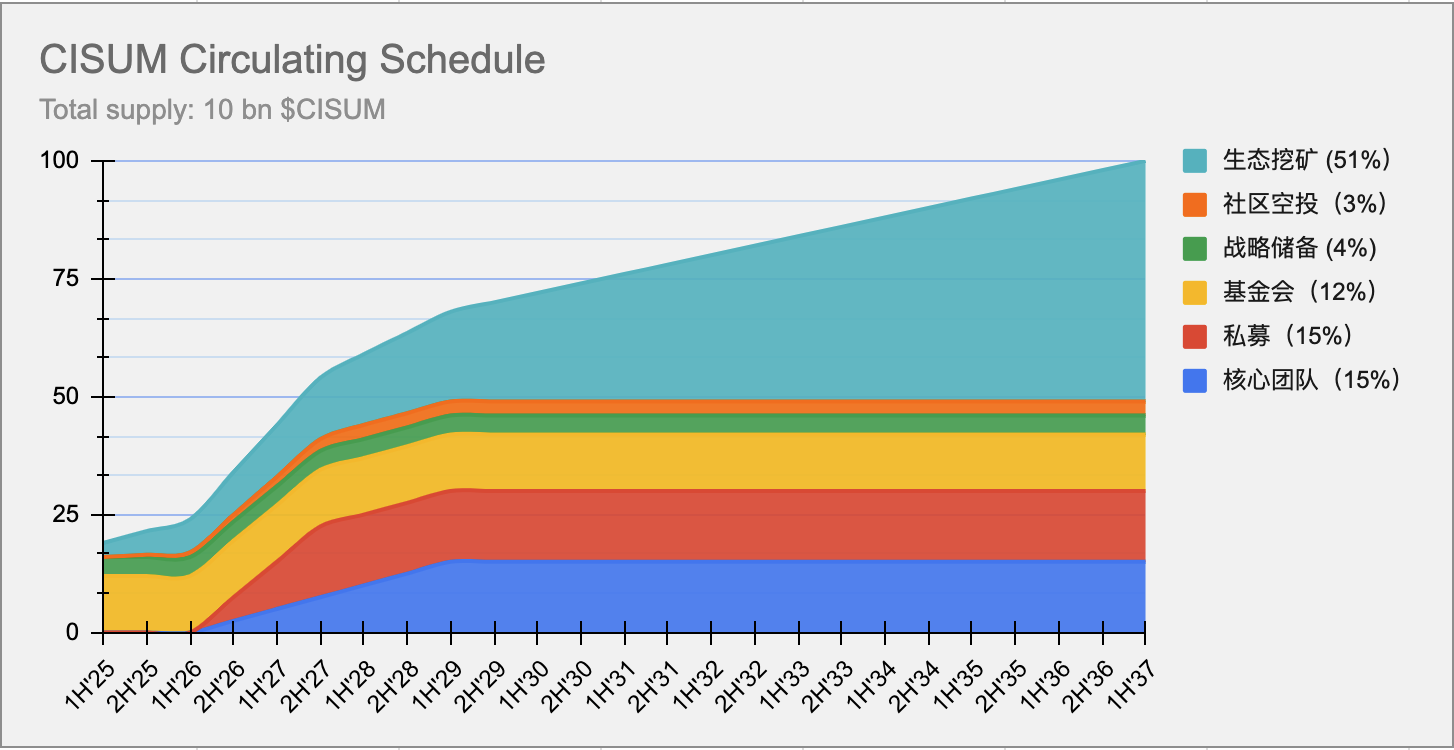 CISUM Circulating Schedule
Total supply: 10 bn $CISUM
100
75
50
25
0
1H'25
2H'25
1H'26
2H'26
1H'27
2H'27
1H'28
2H'28
1H'29
2H'29
1H'30
2H'30
1H'31
2H'31
1H'32
2H'32
1H'33
2H'33
1H'34
2H'34
1H'35
2H'35
1H'36
2H'36
1H'37
生态挖矿 (51%）
社区空投（3%）
战略储备 (4%)
基金会（12%）
私募（15%）
核心团队（15%）